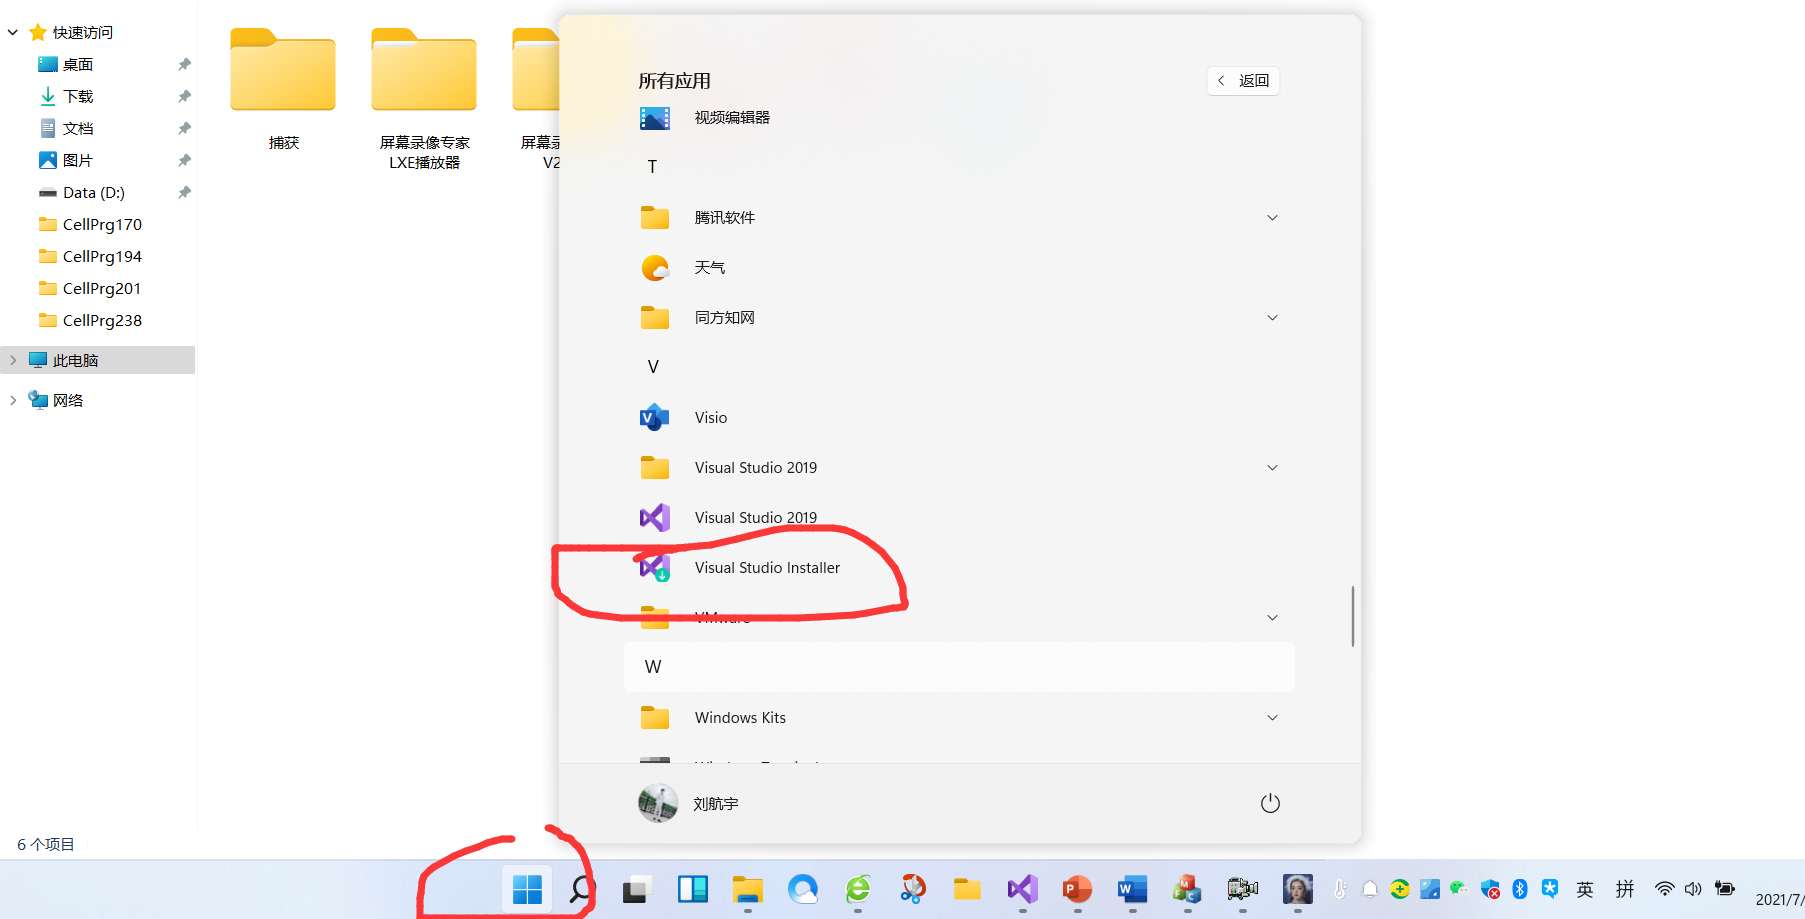 快速访问
桌面
下载
文档
图片
Data (D:)
CellPrg170
CellPrg194
CellPrg201
CellPrg238
此电脑
网络
6 个项目
捕获
屏幕录像专家
LXE播放器
屏幕录
V2
所有应用
返回
视频编辑器
T
腾讯软件
天气
同方知网
V
Visio
Visual Studio 2019
Visual Studio 2019
Visual Studio Installer
VMware
W
Windows Kits
刘航宇
英
拼
2021/7/